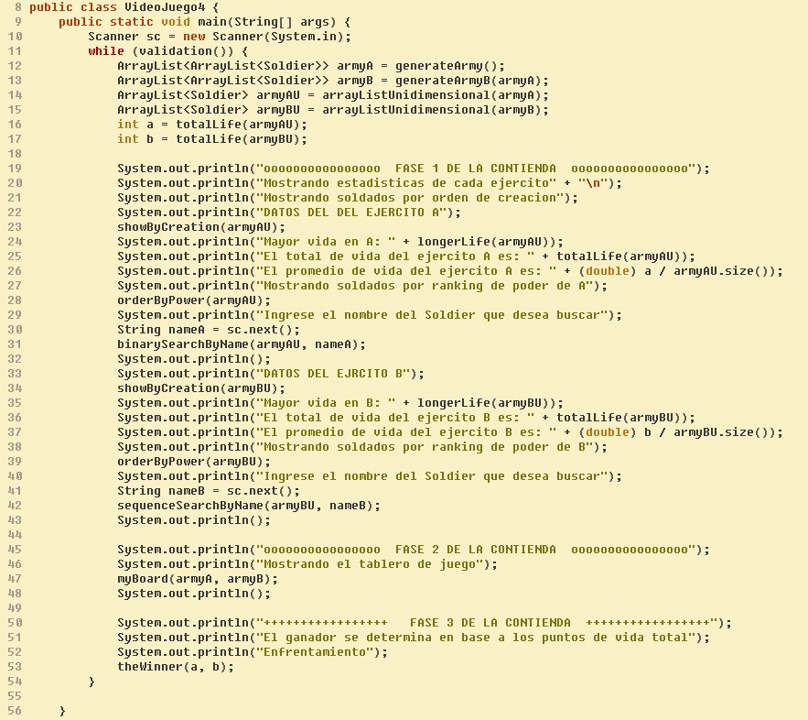 8 public class VideoJuego4 {
9     public static void main(String[] args) {
10         Scanner sc = new Scanner(System.in);
11         while (validation()) {
12             ArrayList<ArrayList<Soldier>> armyA = generateArmy();
13             ArrayList<ArrayList<Soldier>> armyB = generateArmyB(armyA);
14             ArrayList<Soldier> armyAU = arrayListUnidimensional(armyA);
15             ArrayList<Soldier> armyBU = arrayListUnidimensional(armyB);
16             int a = totalLife(armyAU);
17             int b = totalLife(armyBU);
18
19             System.out.println("oooooooooooooooo  FASE 1 DE LA CONTIENDA  oooooooooooooooo");
20             System.out.println("Mostrando estadisticas de cada ejercito" + "\n");
21             System.out.println("Mostrando soldados por orden de creacion");
22             System.out.println("DATOS DEL DEL EJERCITO A");
23             showByCreation(armyAU);
24             System.out.println("Mayor vida en A: " + longerLife(armyAU));
25             System.out.println("El total de vida del ejercito A es: " + totalLife(armyAU));
26             System.out.println("El promedio de vida del ejercito A es: " + (double) a / armyAU.size());
27             System.out.println("Mostrando soldados por ranking de poder de A");
28             orderByPower(armyAU);
29             System.out.println("Ingrese el nombre del Soldier que desea buscar");
30             String nameA = sc.next();
31             binarySearchByName(armyAU, nameA);
32             System.out.println();
33             System.out.println("DATOS DEL EJRCITO B");
34             showByCreation(armyBU);
35             System.out.println("Mayor vida en B: " + longerLife(armyBU));
36             System.out.println("El total de vida del ejercito B es: " + totalLife(armyBU));
37             System.out.println("El promedio de vida del ejercito B es: " + (double) b / armyBU.size());
38             System.out.println("Mostrando soldados por ranking de poder de B");
39             orderByPower(armyBU);
40             System.out.println("Ingrese el nombre del Soldier que desea buscar");
41             String nameB = sc.next();
42             sequenceSearchByName(armyBU, nameB);
43             System.out.println();
44
45             System.out.println("oooooooooooooooo  FASE 2 DE LA CONTIENDA  oooooooooooooooo");
46             System.out.println("Mostrando el tablero de juego");
47             myBoard(armyA, armyB);
48             System.out.println();
49
50             System.out.println("+++++++++++++++++   FASE 3 DE LA CONTIENDA  +++++++++++++++++");
51             System.out.println("El ganador se determina en base a los puntos de vida total");
52             System.out.println("Enfrentamiento");
53             theWinner(a, b);
54         }
55
56     }